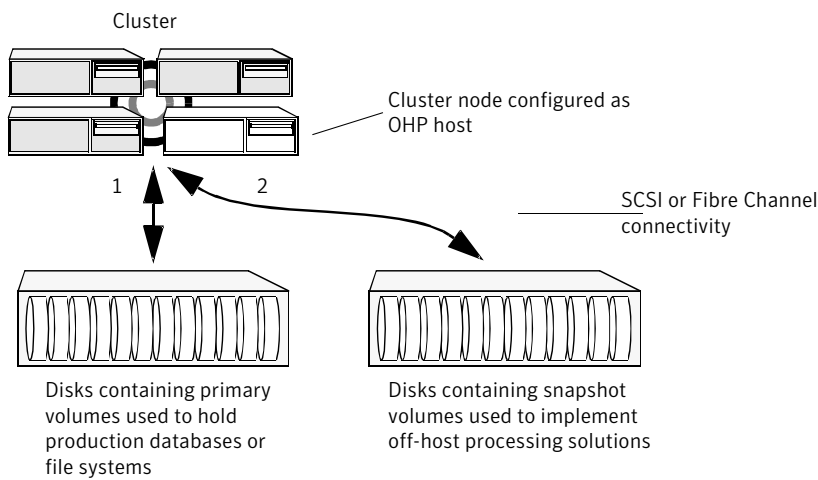 Cluster
Cluster node configured as
OHP host
1
2
SCSI or Fibre Channel
connectivity
Disks containing primary
volumes used to hold
production databases or
file systems
Disks containing snapshot
volumes used to implement
off-host processing solutions